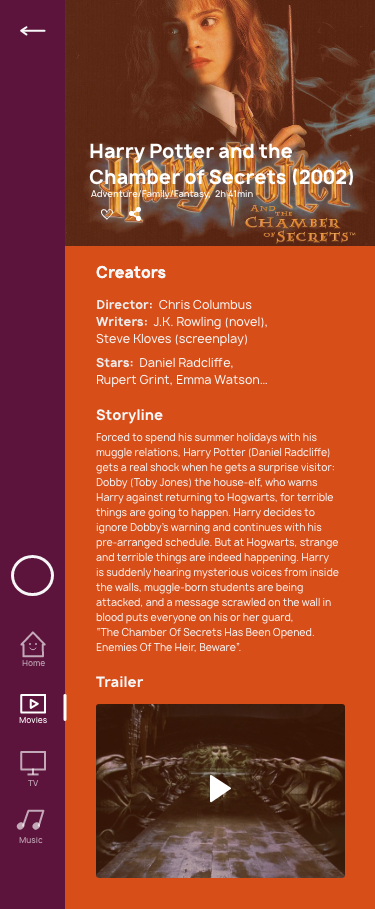 Harry Potter and the
Chamber of Secrets (2002)
Adventure/Family/Fantasy, 2h 41min
Harry Potter
AND
THE
CHAMBER
OF SECRETS™
Creators
Director: Chris Columbus
Writers: J.K. Rowling (novel),
Steve Kloves (screenplay)
Stars: Daniel Radcliffe,
Rupert Grint, Emma Watson...
Storyline
Forced to spend his summer holidays with his
muggle relations, Harry Potter (Daniel Radcliffe)
gets a real shock when he gets a surprise visitor:
Dobby (Toby Jones) the house-elf, who warns
Harry against returning to Hogwarts, for terrible
things are going to happen. Harry decides to
ignore Dobby's warning and continues with his
pre-arranged schedule. But at Hogwarts, strange
and terrible things are indeed happening. Harry
is suddenly hearing mysterious voices from inside
the walls, muggle-born students are being
attacked, and a message scrawled on the wall in
blood puts everyone on his or her guard,
"The Chamber Of Secrets Has Been Opened.
Enemies Of The Heir, Beware".
Trailer
Home
Movies
TV
Music